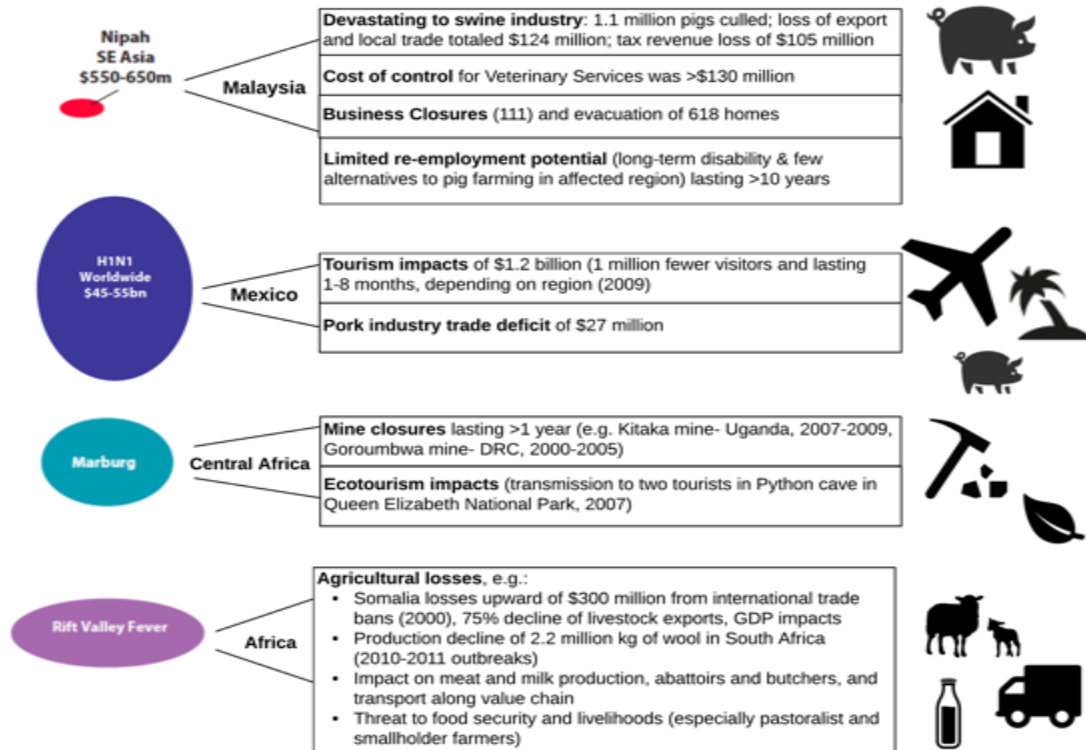 Nipah
SE Asia
$550-650m
Malaysia
Devastating to swine industry: 1.1 million pigs culled; loss of export
and local trade totaled $124 million; tax revenue loss of $105 million
Cost of control for Veterinary Services was >$130 million
Business Closures (111) and evacuation of 618 homes
Limited re-employment potential (long-term disability & few
alternatives to pig farming in affected region) lasting >10 years
H1N1
Worldwide
$45-55bn
Mexico
Tourism impacts of $1.2 billion (1 million fewer visitors and lasting
1-8 months, depending on region (2009)
Pork industry trade deficit of $27 million
Marburg
Central Africa
Mine closures lasting >1 year (e.g. Kitaka mine- Uganda, 2007-2009,
Goroumbwa mine- DRC, 2000-2005)
Ecotourism impacts (transmission to two tourists in Python cave in
Queen Elizabeth National Park, 2007)
Rift Valley Fever
Africa
Agricultural losses, e.g.:
• Somalia losses upward of $300 million from international trade
bans (2000), 75% decline of livestock exports, GDP impacts
• Production decline of 2.2 million kg of wool in South Africa
(2010-2011 outbreaks)
• Impact on meat and milk production, abattoirs and butchers, and
transport along value chain
• Threat to food security and livelihoods (especially pastoralist and
smallholder farmers)